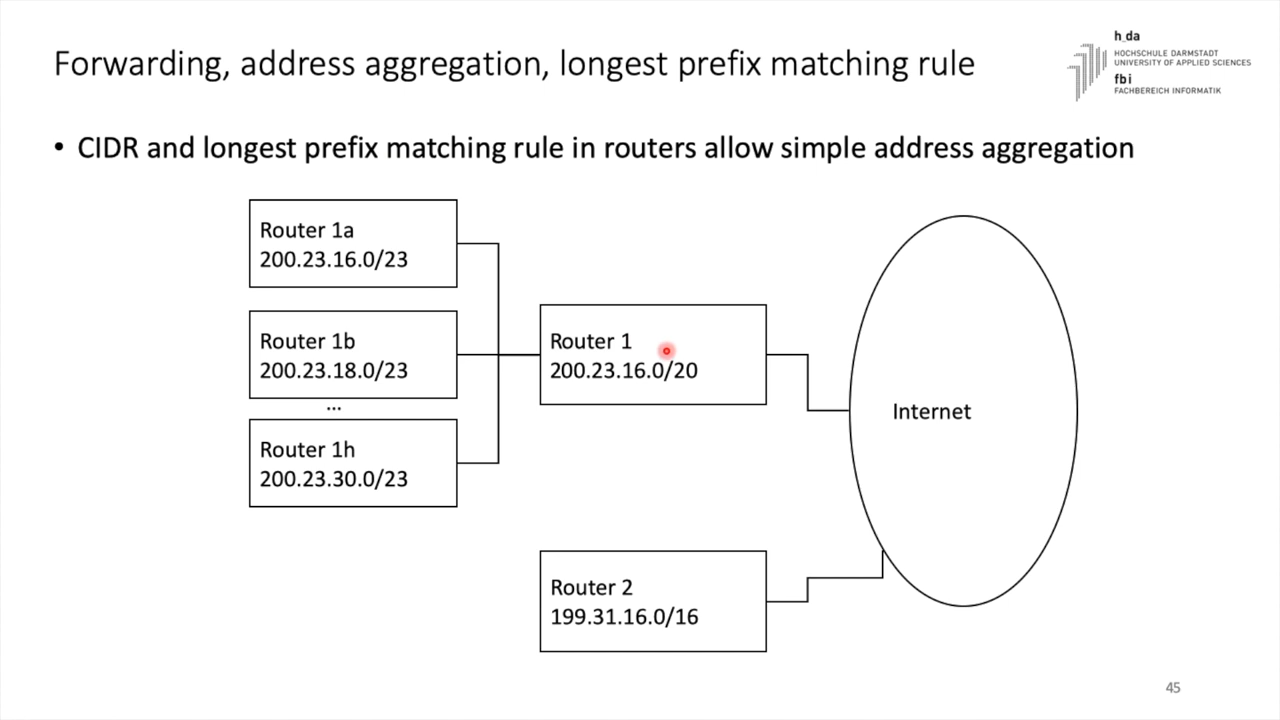 Forwarding, address aggregation, longest prefix matching rule
h_da
HOCHSCHULE DARMSTADT
UNIVERSITY OF APPLIED SCIENCES
fbi
FACHBEREICH INFORMATIK
• CIDR and longest prefix matching rule in routers allow simple address aggregation
Router 1a
200.23.16.0/23
Router 1b
200.23.18.0/23
...
Router 1h
200.23.30.0/23
Router 1
200.23.16.0/20
Internet
Router 2
199.31.16.0/16
45